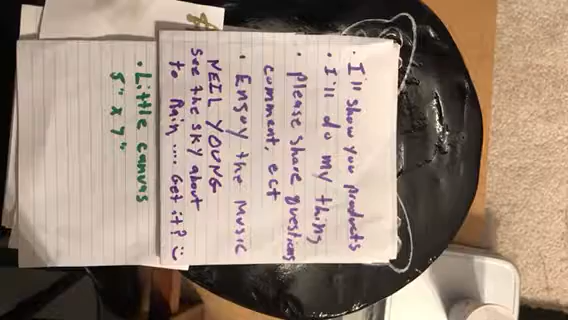 · I'll show you products
· I'll do my thing
· please share questions
comment, ect
· Enjoy the music
NEIL YOUNG
see the sky about
to Rain .... Get it? :)
· Little canvas
5" x 7"